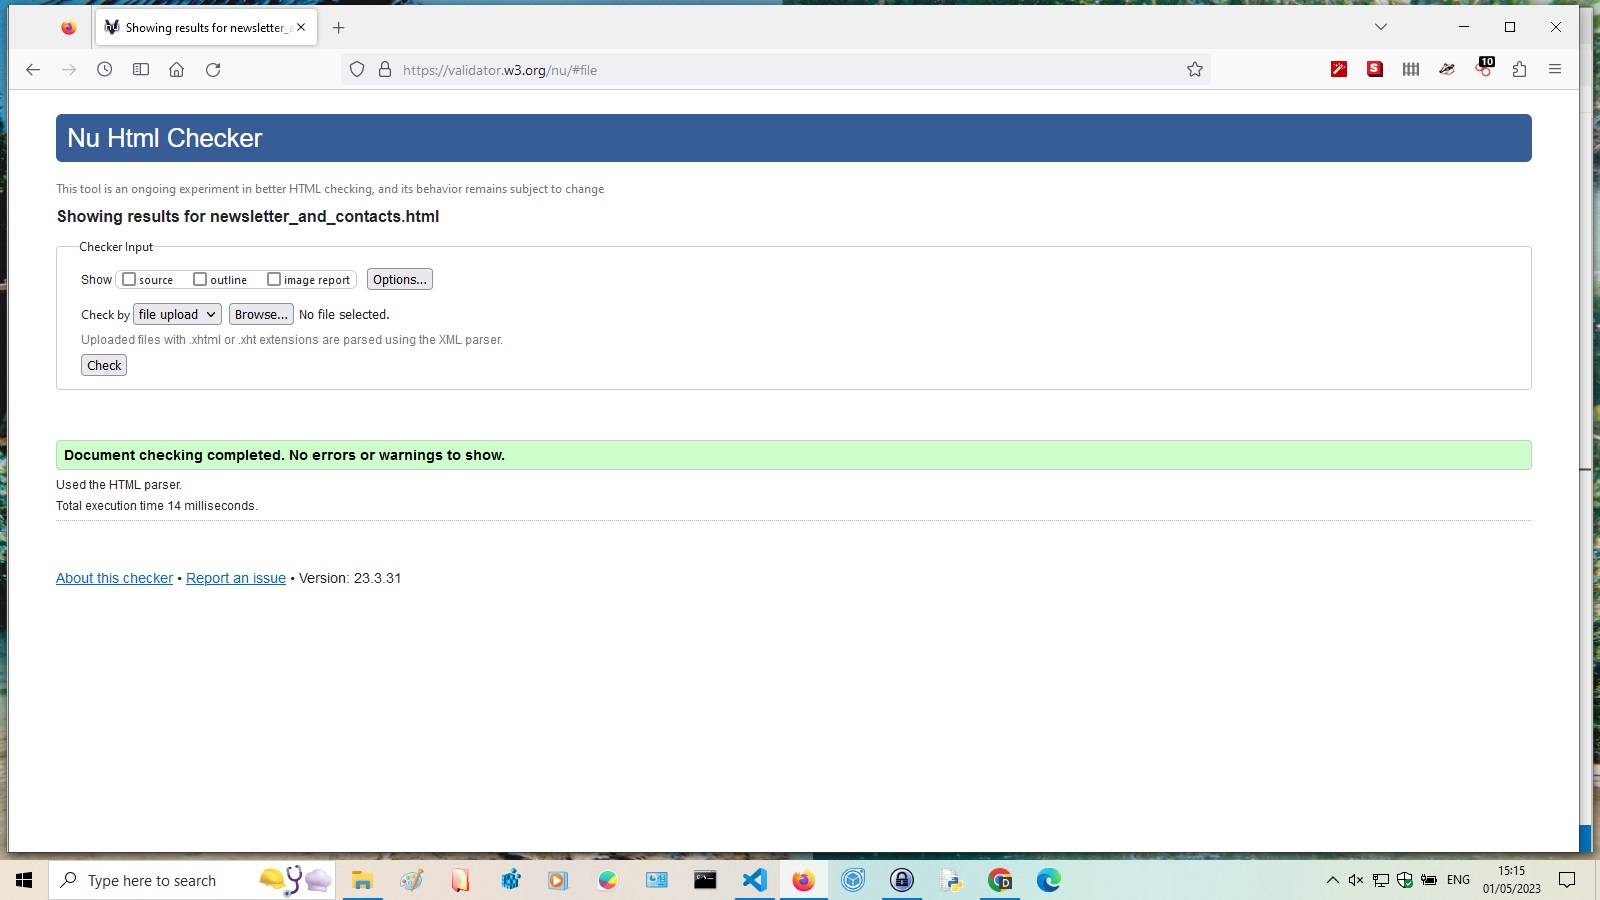 Showing results for newsletter_a
https://validator.w3.org/nu/#file
10
Nu Html Checker
This tool is an ongoing experiment in better HTML checking, and its behavior remains subject to change
Showing results for newsletter_and_contacts.html
Checker Input
Show source outline image report Options...
Check by file upload Browse... No file selected.
Uploaded files with .xhtml or .xht extensions are parsed using the XML parser.
Check
Document checking completed. No errors or warnings to show.
Used the HTML parser.
Total execution time 14 milliseconds.
About this checker • Report an issue • Version: 23.3.31
Type here to search
ENG
15:15
01/05/2023